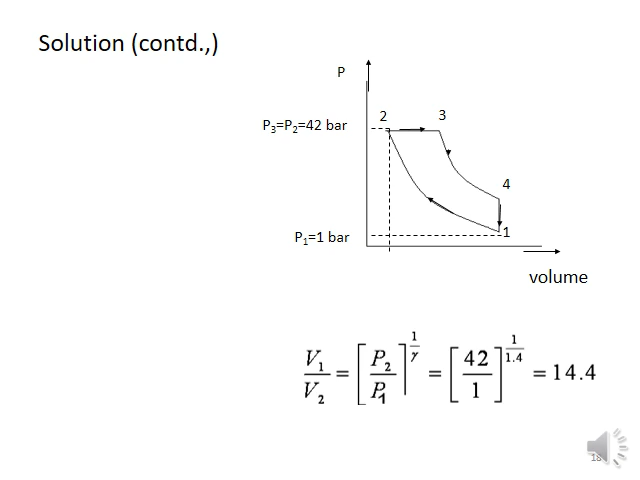 Solution (contd.,)
P
2 3
P₃=P₂=42 bar
4
1
P₁=1 bar
volume
V₁/V₂ = [P₂/P₁]^(1/γ) = [42/1]^(1/1.4) = 14.4
18